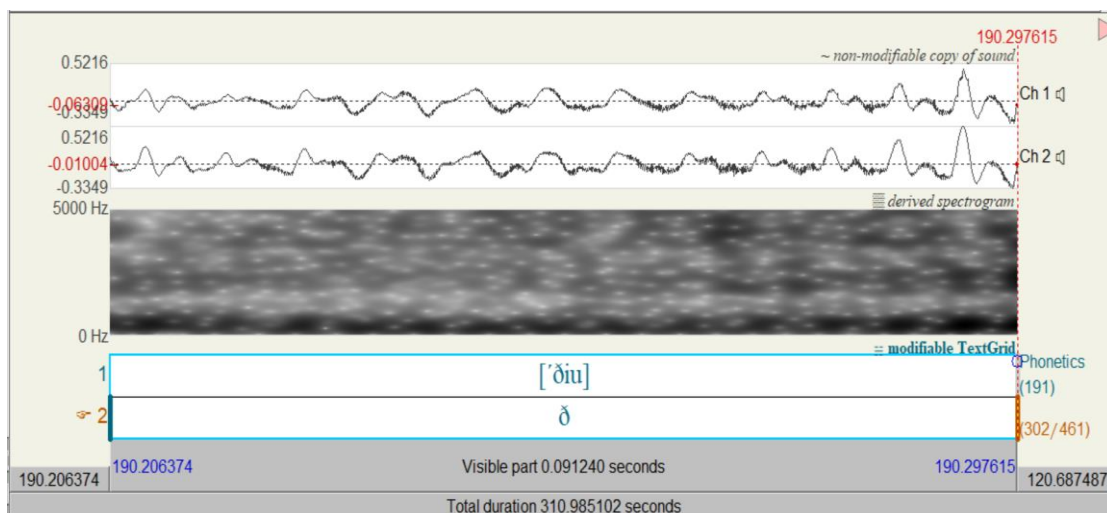 190.297615
~ non-modifiable copy of sound
0.5216
-0.06309
-0.3349
Ch 1
0.5216
-0.01004
-0.3349
Ch 2
5000 Hz
derived spectrogram
0 Hz
modifiable TextGrid
1
[´ðiu]
Phonetics
(191)
2
ð
(302/461)
190.206374
190.206374
Visible part 0.091240 seconds
190.297615
120.687487
Total duration 310.985102 seconds